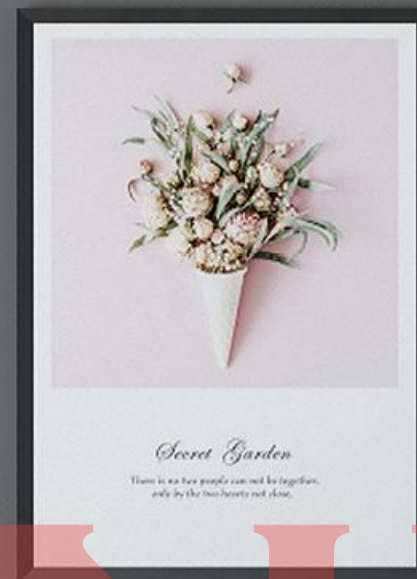 Secret Garden
There is no two people can not be together,
only by the two hearts not close.